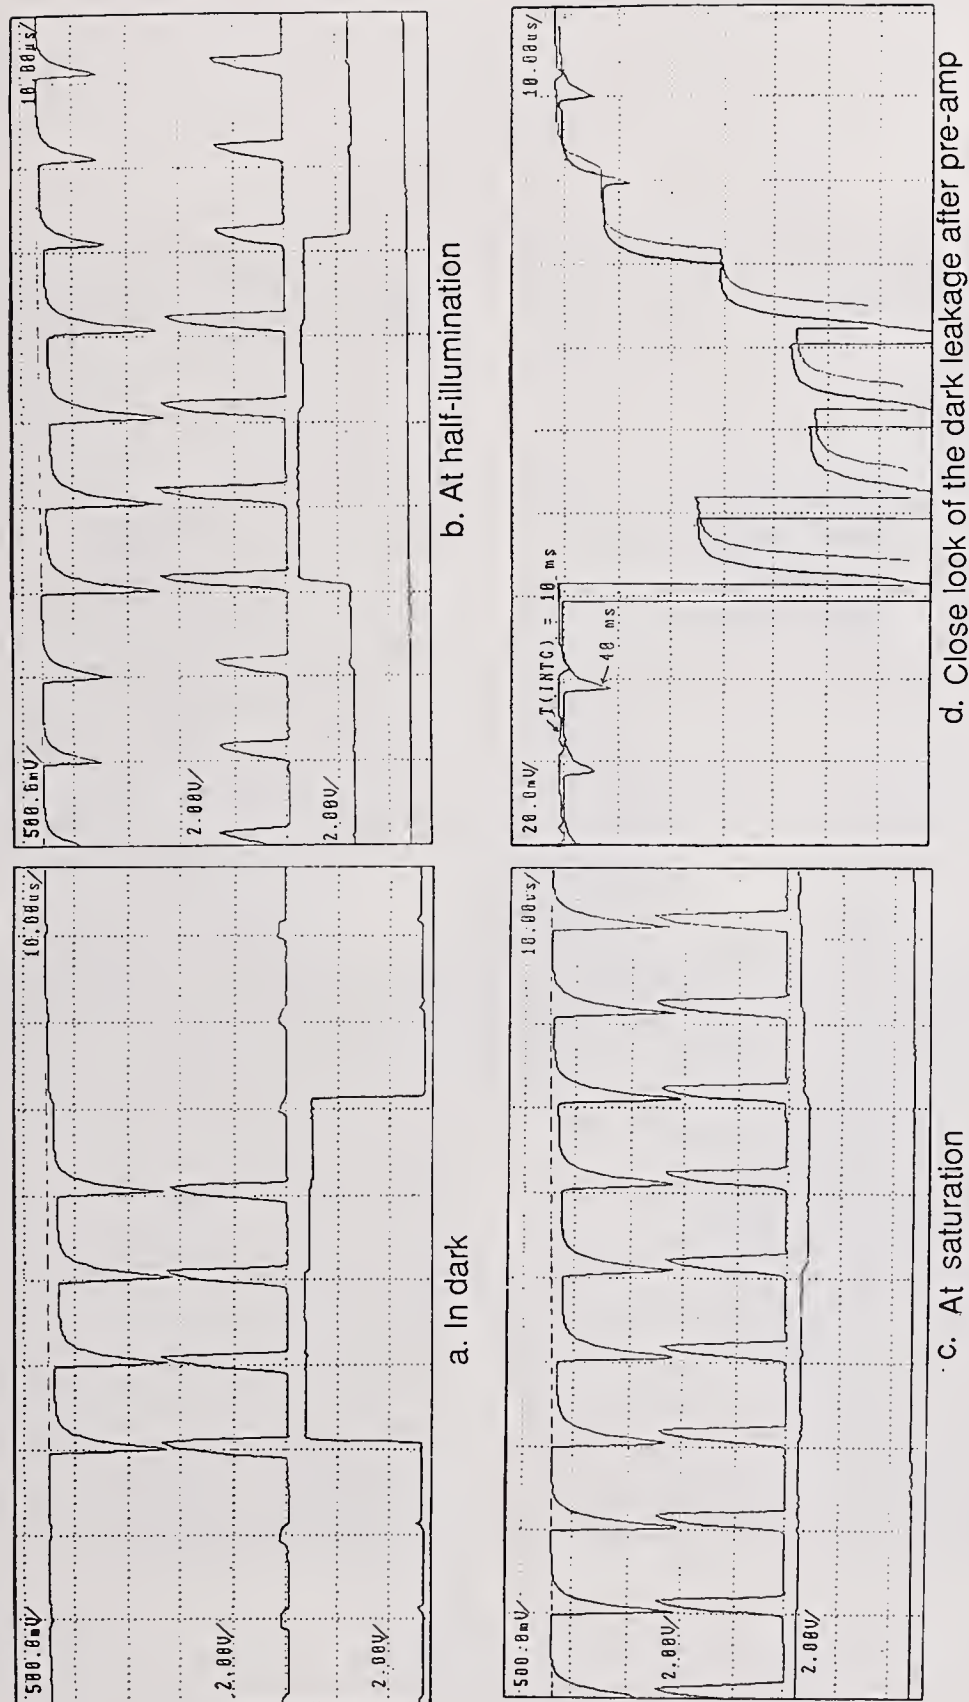 500.0mV/
10.00us/
2.00V/
2.00V/
a. In dark
500.0mV/
10.00us/
2.00V/
2.00V/
b. At half-illumination
500.0mV/
10.00us/
2.00V/
2.00V/
c. At saturation
20.0mV/
10.00us/
T(INTG) = 10 ms
40 ms
d. Close look of the dark leakage after pre-amp